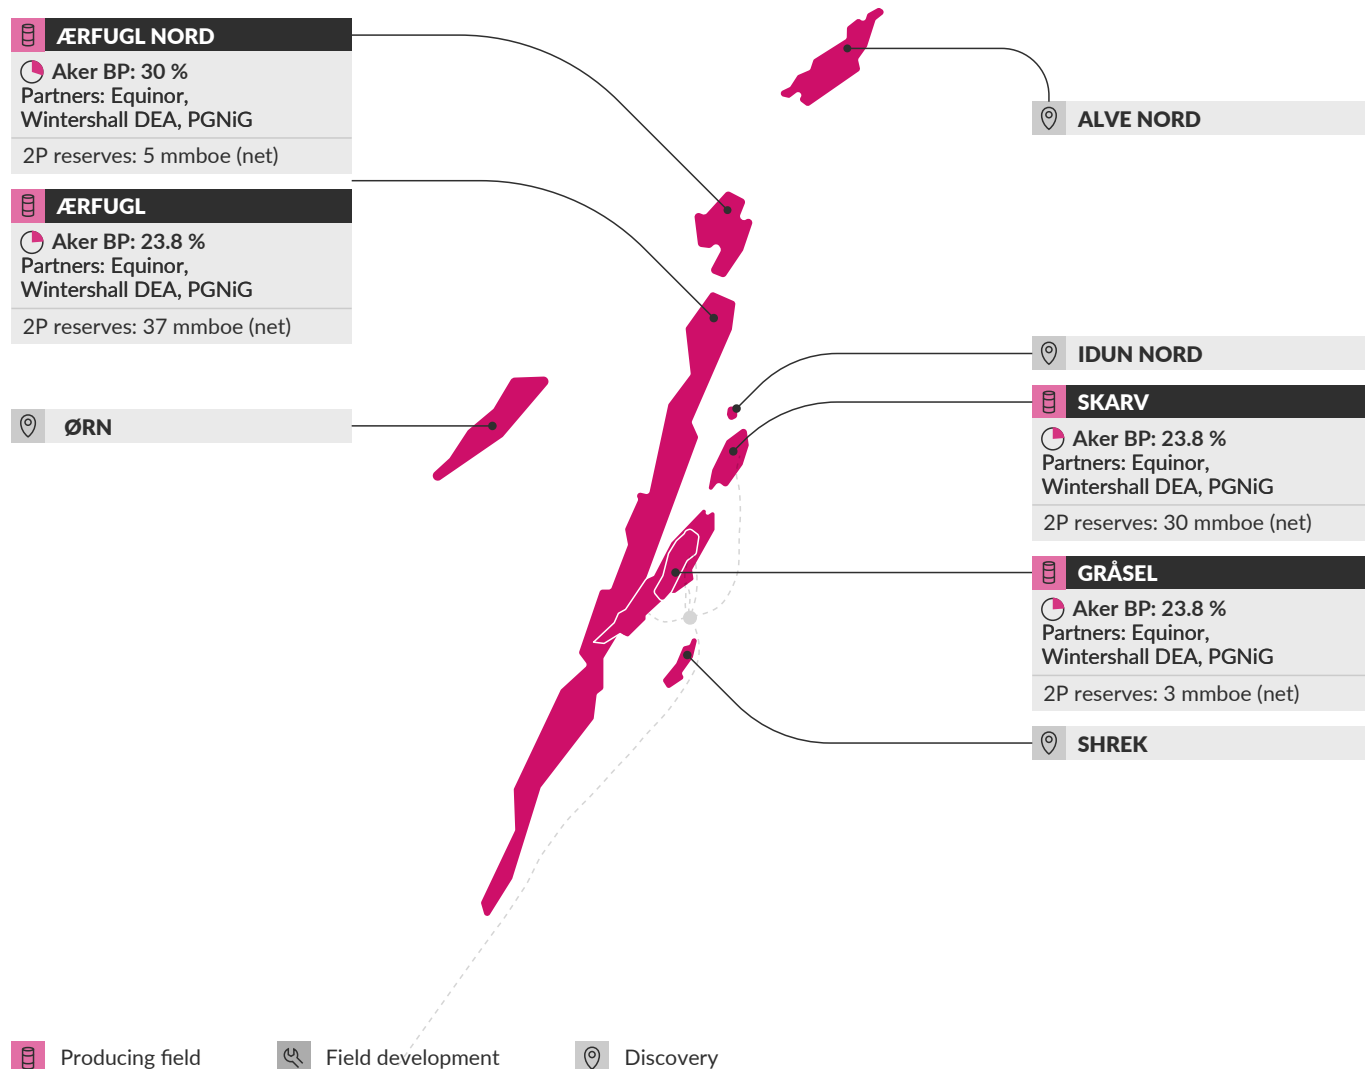 ÆRFUGL NORD
Aker BP: 30 %
Partners: Equinor,
Wintershall DEA, PGNiG
2P reserves: 5 mmboe (net)
ÆRFUGL
Aker BP: 23.8 %
Partners: Equinor,
Wintershall DEA, PGNiG
2P reserves: 37 mmboe (net)
ØRN
ALVE NORD
IDUN NORD
SKARV
Aker BP: 23.8 %
Partners: Equinor,
Wintershall DEA, PGNiG
2P reserves: 30 mmboe (net)
GRÅSEL
Aker BP: 23.8 %
Partners: Equinor,
Wintershall DEA, PGNiG
2P reserves: 3 mmboe (net)
SHREK
Producing field
Field development
Discovery